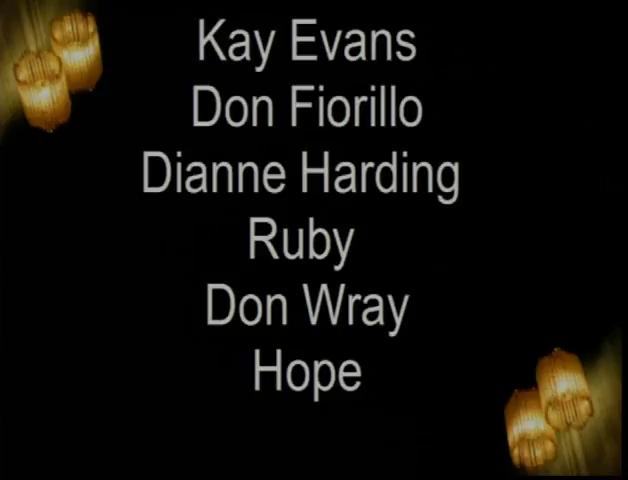 Kay Evans
Don Fiorillo
Dianne Harding
Ruby
Don Wray
Hope